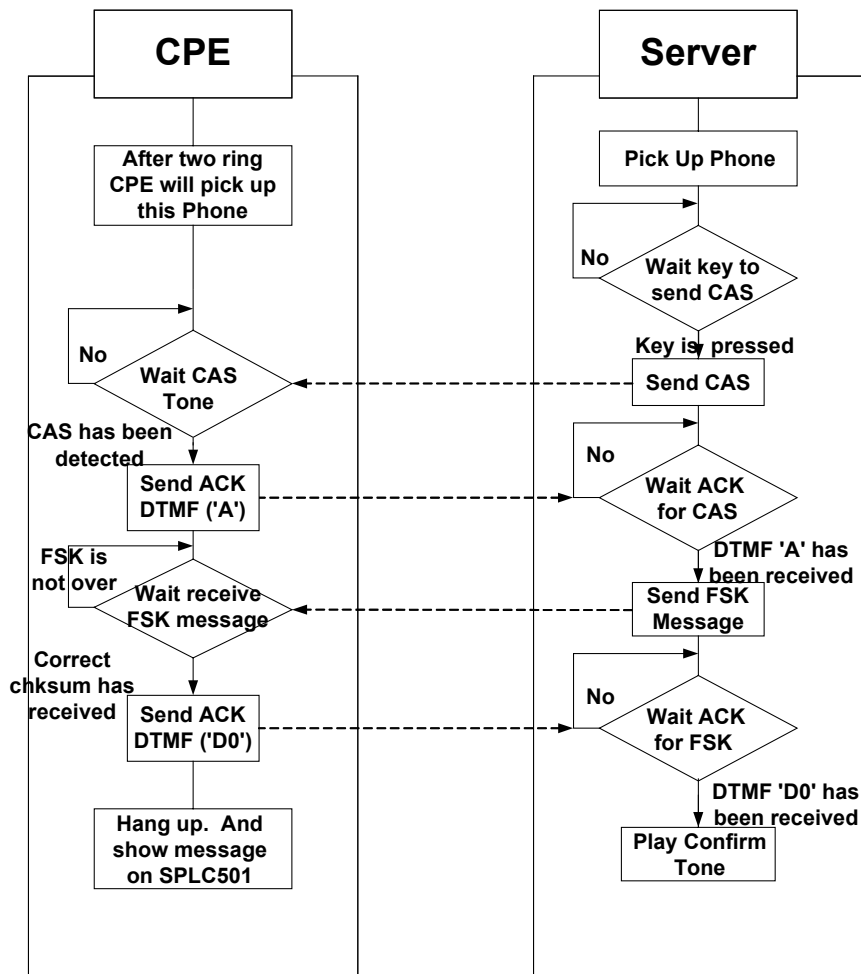 CPE
After two ring
CPE will pick up
this Phone
No
Wait CAS
Tone
CAS has been
detected
Send ACK
DTMF ('A')
FSK is
not over
Wait receive
FSK message
Correct
chksum has
received
Send ACK
DTMF ('D0')
Hang up. And
show message
on SPLC501
Server
Pick Up Phone
No
Wait key to
send CAS
Key is pressed
Send CAS
No
Wait ACK
for CAS
DTMF 'A' has
been received
Send FSK
Message
No
Wait ACK
for FSK
DTMF 'D0' has
been received
Play Confirm
Tone